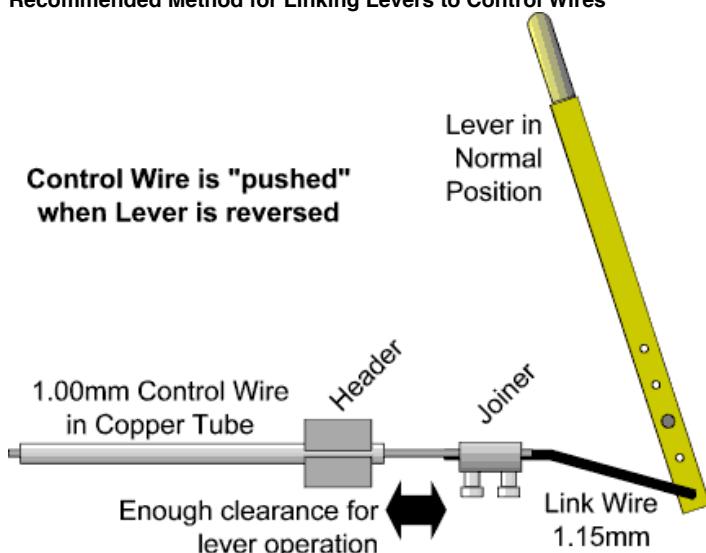 Recommended Method for Linking Levers to Control Wires
Lever in
Normal
Position
Control Wire is "pushed"
when Lever is reversed
1.00mm Control Wire
in Copper Tube
Header
Joiner
Enough clearance for
lever operation
Link Wire
1.15mm